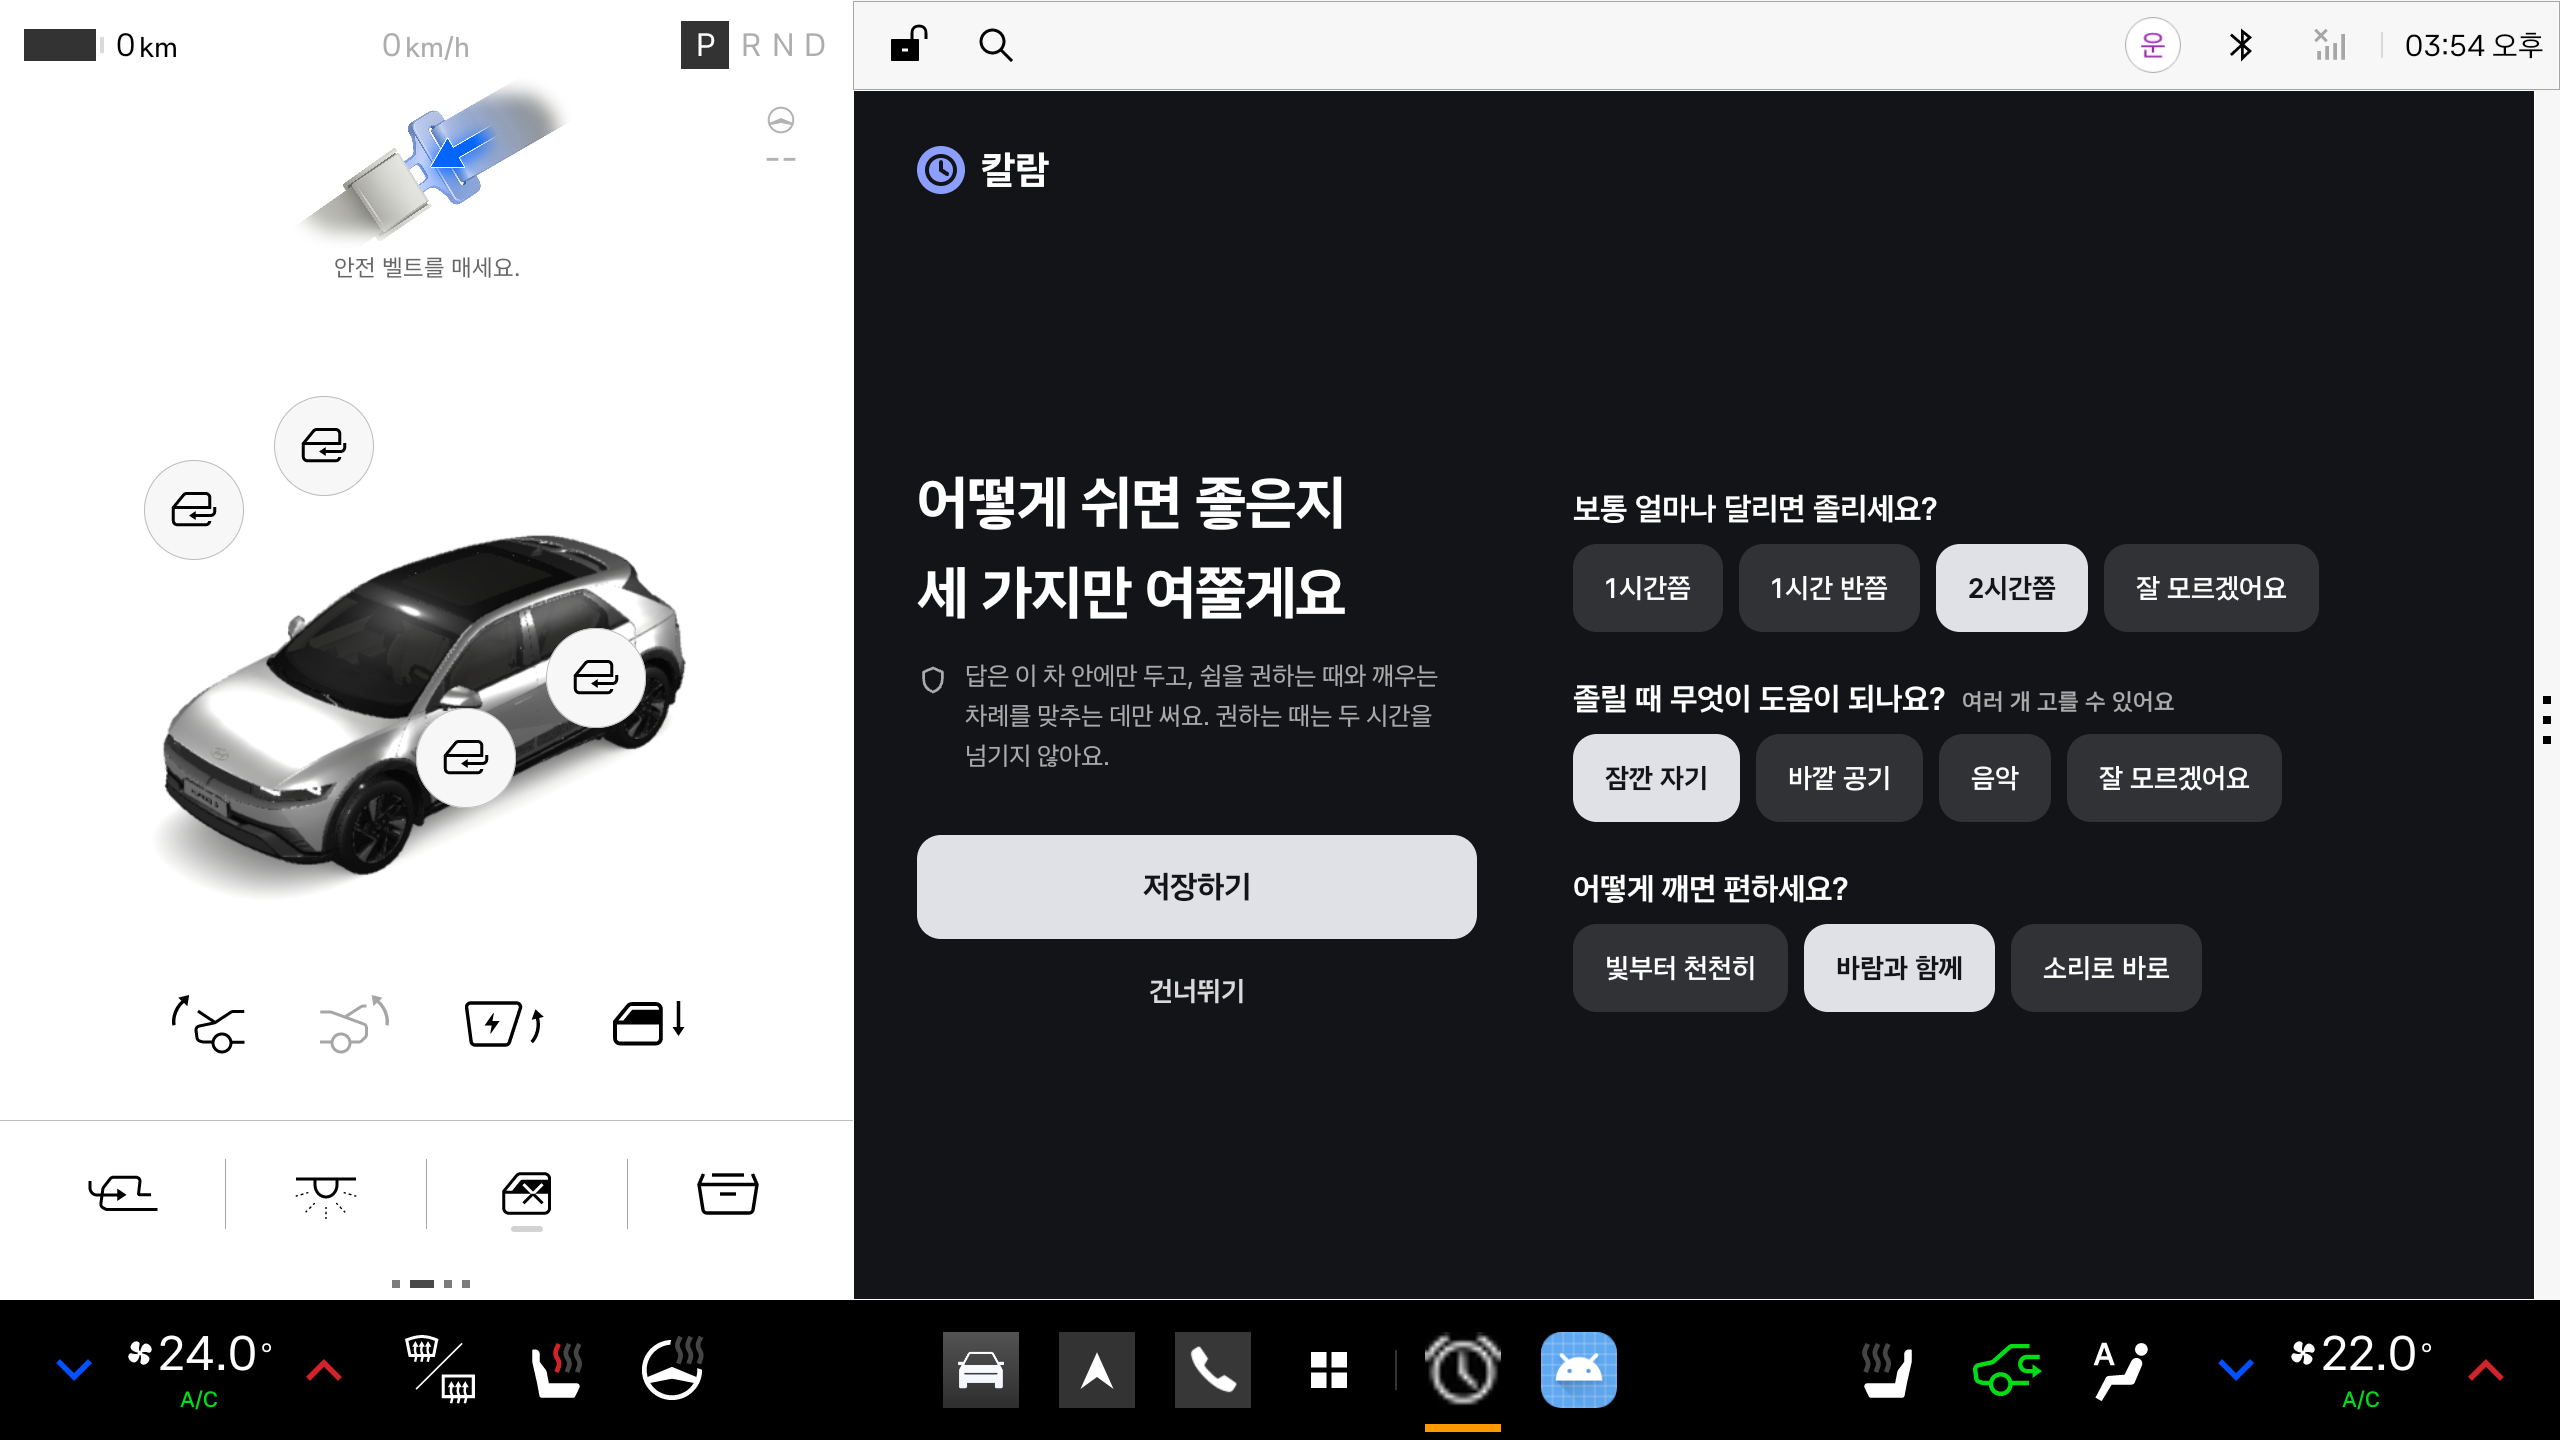 0 km
0 km/h
P R N D
운
03:54 오후
안전 벨트를 매세요.
칼람
어떻게 쉬면 좋은지
세 가지만 여쭐게요
답은 이 차 안에만 두고, 쉼을 권하는 때와 깨우는
차례를 맞추는 데만 써요. 권하는 때는 두 시간을
넘기지 않아요.
저장하기
건너뛰기
보통 얼마나 달리면 졸리세요?
1시간쯤
1시간 반쯤
2시간쯤
잘 모르겠어요
졸릴 때 무엇이 도움이 되나요? 여러 개 고를 수 있어요
잠깐 자기
바깥 공기
음악
잘 모르겠어요
어떻게 깨면 편하세요?
빛부터 천천히
바람과 함께
소리로 바로
24.0°
A/C
A
22.0°
A/C